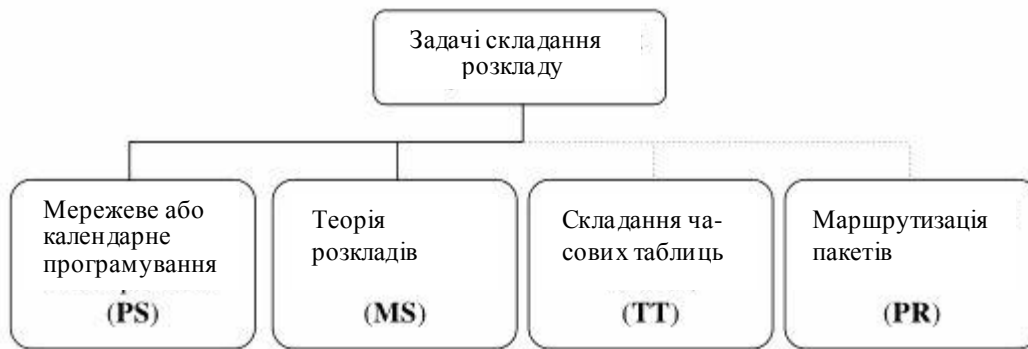 Задачі складання
розкладу
Мережеве або
календарне
програмування
(PS)
Теорія
розкладів
(MS)
Складання ча-
сових таблиць
(TT)
Маршрутизація
пакетів
(PR)